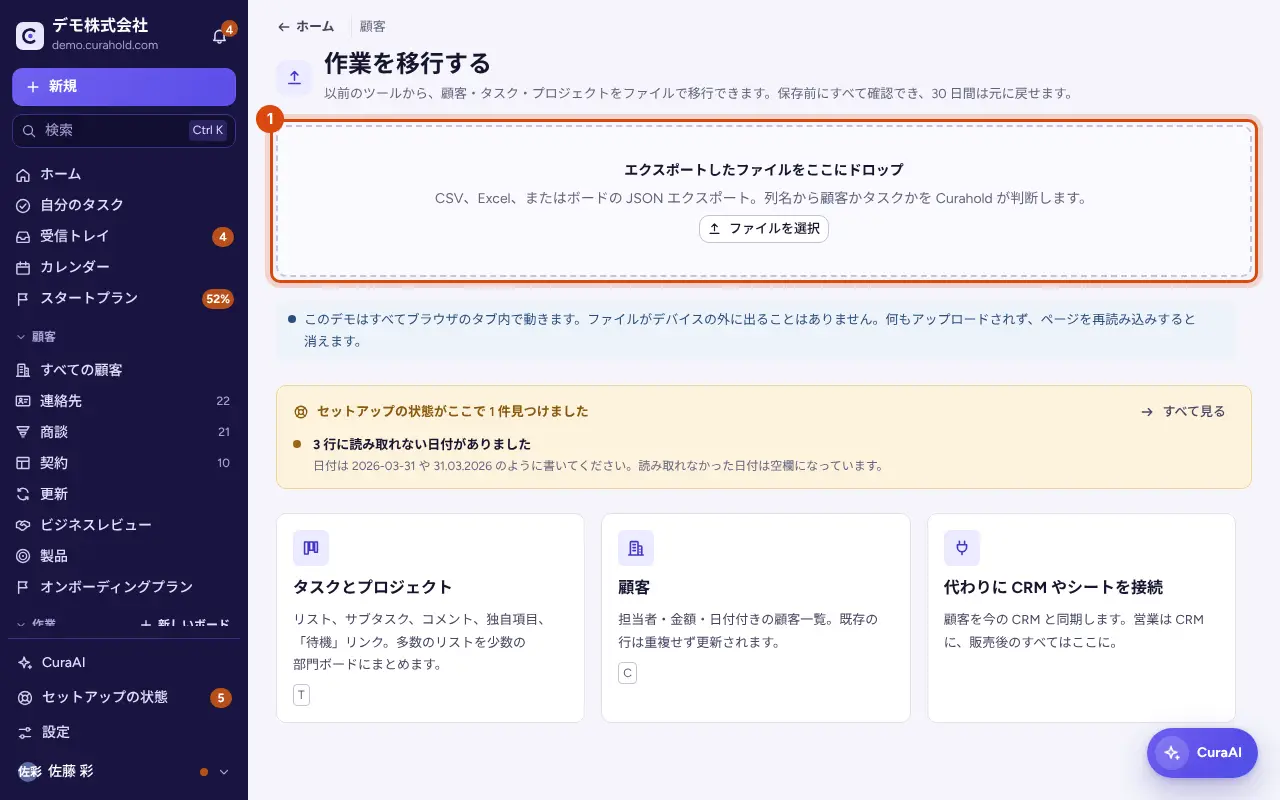 デモ株式会社
demo.curahold.com
4
新規
検索
Ctrl K
ホーム
自分のタスク
受信トレイ
4
カレンダー
スタートプラン
52%
顧客
すべての顧客
連絡先
22
商談
21
契約
10
更新
ビジネスレビュー
製品
オンボーディングプラン
作業
新しいボード
CuraAI
セットアップの状態
5
設定
佐彩
佐藤 彩
← ホーム
顧客
作業を移行する
以前のツールから、顧客・タスク・プロジェクトをファイルで移行できます。保存前にすべて確認でき、30 日間は元に戻せます。
1
エクスポートしたファイルをここにドロップ
CSV、Excel、またはボードの JSON エクスポート。列名から顧客かタスクかを Curahold が判断します。
ファイルを選択
このデモはすべてブラウザのタブ内で動きます。ファイルがデバイスの外に出ることはありません。何もアップロードされず、ページを再読み込みすると
消えます。
セットアップの状態がここで 1 件見つけました
→ すべて見る
3 行に読み取れない日付がありました
日付は 2026-03-31 や 31.03.2026 のように書いてください。読み取れなかった日付は空欄になっています。
タスクとプロジェクト
リスト、サブタスク、コメント、独自項目、
「待機」リンク。多数のリストを少数の
部門ボードにまとめます。
T
顧客
担当者・金額・日付付きの顧客一覧。既存の
行は重複せず更新されます。
C
代わりに CRM やシートを接続
顧客を今の CRM と同期します。営業は CRM
に、販売後のすべてはここに。
CuraAI